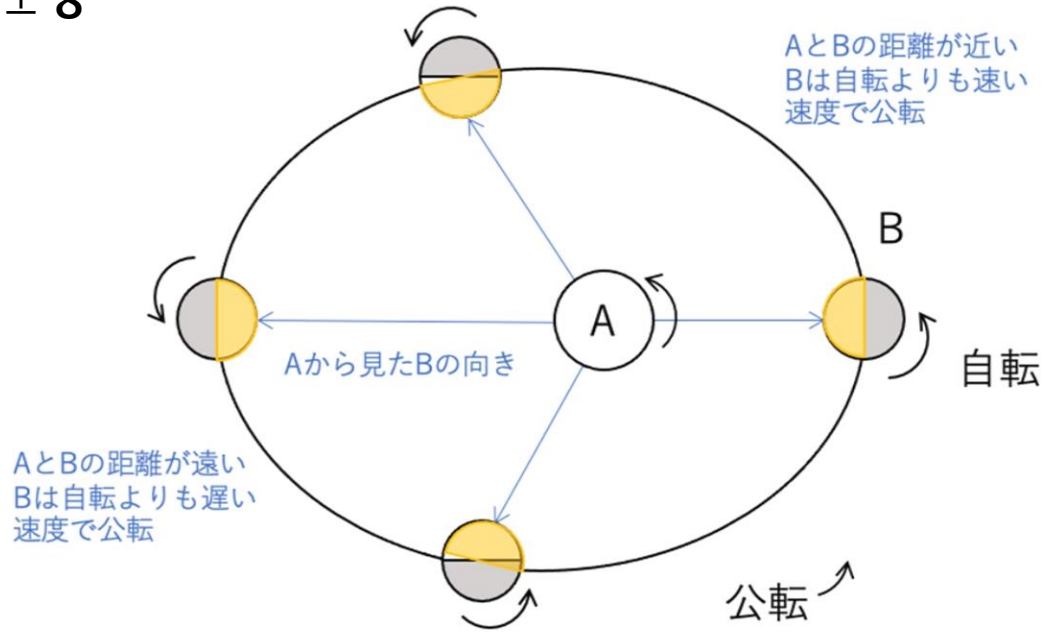 8
AとBの距離が近い
Bは自転よりも速い
速度で公転
B
A
自転
Aから見たBの向き
AとBの距離が遠い
Bは自転よりも遅い
速度で公転
公転